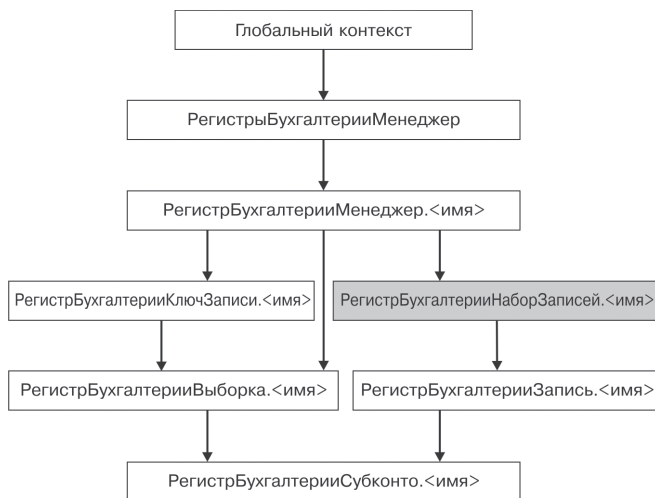 Глобальный контекст
РегистрыБухгалтерииМенеджер
РегистрБухгалтерииМенеджер.<имя>
РегистрБухгалтерииКлючЗаписи.<имя>
РегистрБухгалтерииНаборЗаписей.<имя>
РегистрБухгалтерииВыборка.<имя>
РегистрБухгалтерииЗапись.<имя>
РегистрБухгалтерииСубконто.<имя>